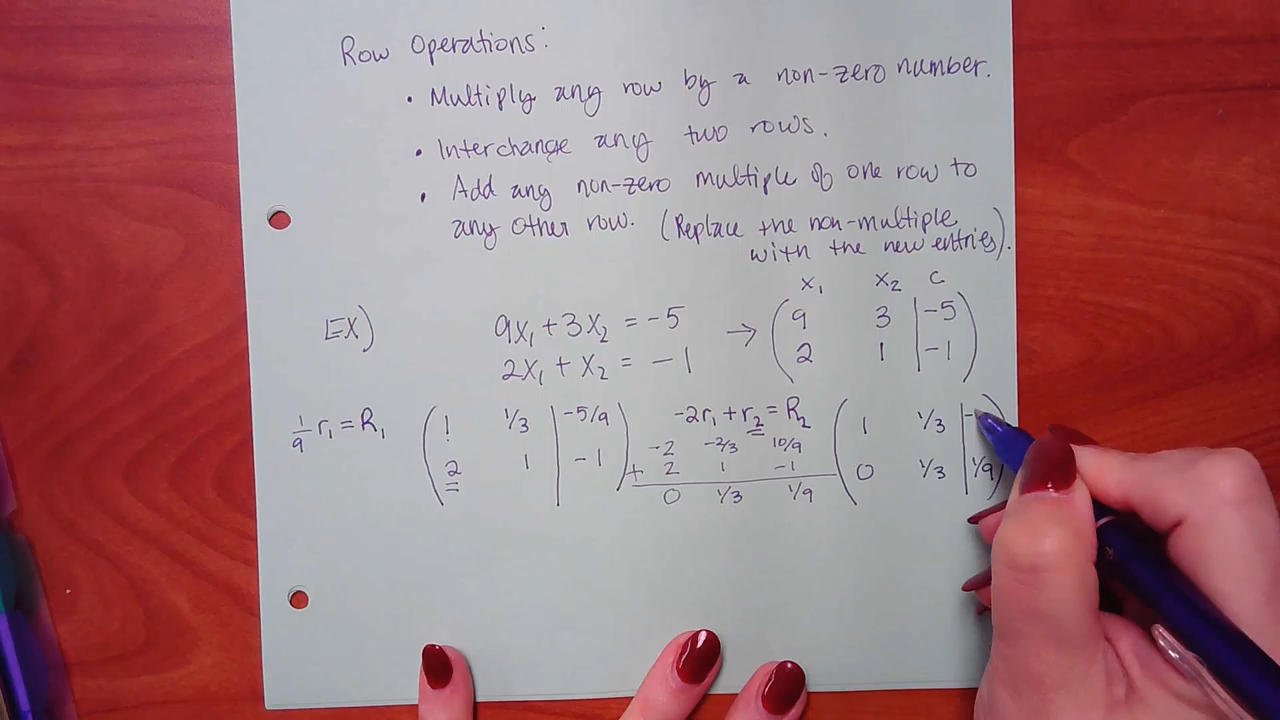 Row Operations:
• Multiply any row by a non-zero number.
• Interchange any two rows.
• Add any non-zero multiple of one row to
any other row. (Replace the non-multiple
with the new entries).
x₁ x₂ c
EX) 9x₁ + 3x₂ = -5 → ( 9 3 | -5 )
2x₁ + x₂ = -1 ( 2 1 | -1 )
1/9 r₁ = R₁ ( 1 1/3 | -5/9 ) -2r₁ + r₂ = R₂ ( 1 1/3 | - )
-2 -2/3 10/9
( 2 1 | -1 ) + 2 1 -1 ( 0 1/3 | 1/9 )
0 1/3 1/9